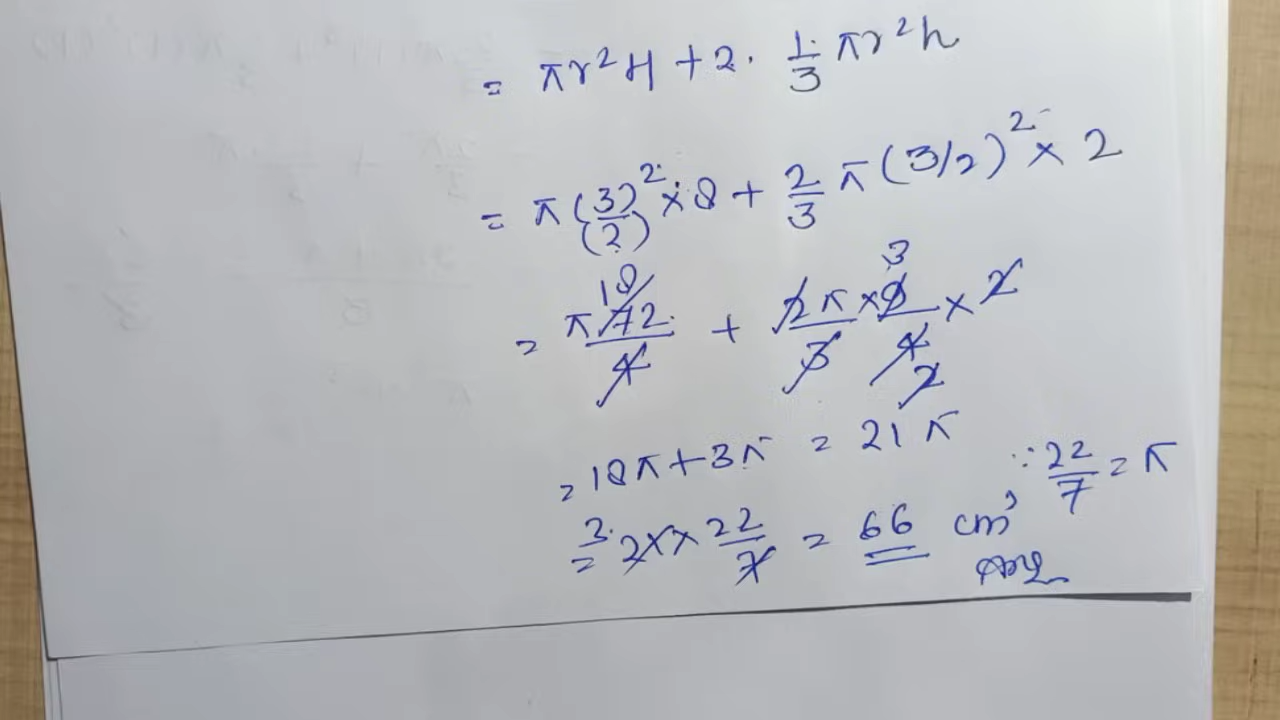 = πr²H + 2. 1/3 πr²h
= π(3/2)² × 8 + 2/3 π(3/2)² × 2
= π 18 72/4 + 2π/3 × 3 9/4 2 × 2
= 18π + 3π = 21π ∵ 22/7 = π
= 3 21 × 22/7 = 66 cm³
Ans